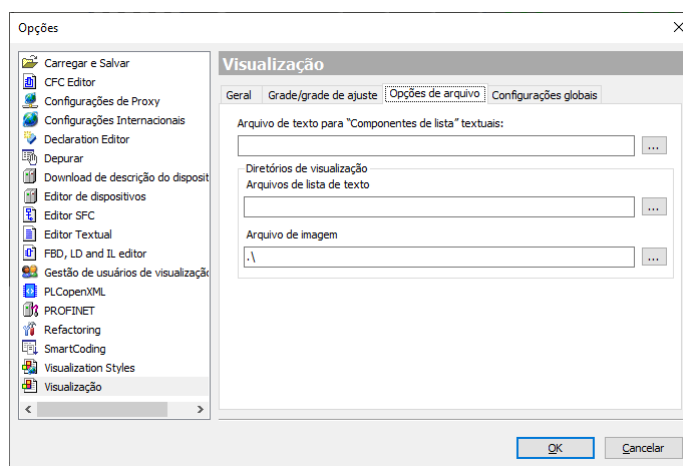 Opções
Carregar e Salvar
CFC Editor
Configurações de Proxy
Configurações Internacionais
Declaration Editor
Depurar
Download de descrição do disposit
Editor de dispositivos
Editor SFC
Editor Textual
FBD, LD and IL editor
Gestão de usuários de visualização
PLCopenXML
PROFINET
Refactoring
SmartCoding
Visualization Styles
Visualização
Visualização
Geral Grade/grade de ajuste Opções de arquivo Configurações globais
Arquivo de texto para "Componentes de lista" textuais:
...
Diretórios de visualização
Arquivos de lista de texto
...
Arquivo de imagem
.\ ...
OK Cancelar